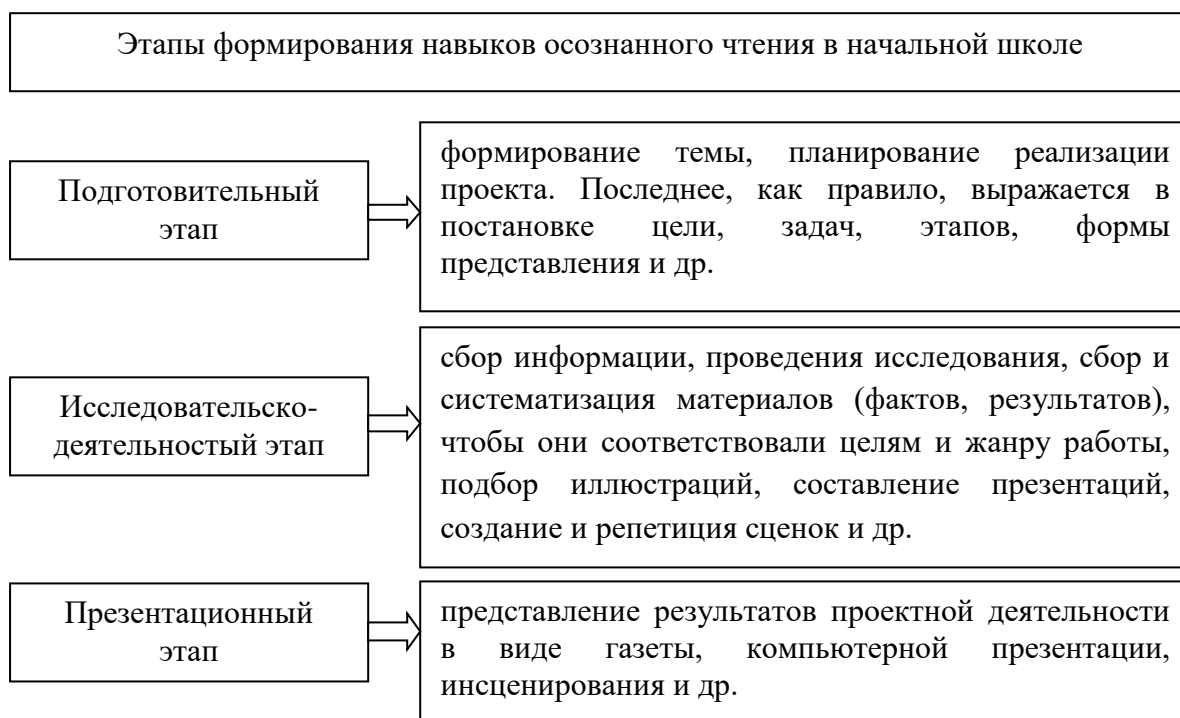 Этапы формирования навыков осознанного чтения в начальной школе
Подготовительный
этап
формирование темы, планирование реализации
проекта. Последнее, как правило, выражается в
постановке цели, задач, этапов, формы
представления и др.
Исследовательско-
деятельностый этап
сбор информации, проведения исследования, сбор и
систематизация материалов (фактов, результатов),
чтобы они соответствовали целям и жанру работы,
подбор иллюстраций, составление презентаций,
создание и репетиция сценок и др.
Презентационный
этап
представление результатов проектной деятельности
в виде газеты, компьютерной презентации,
инсценирования и др.